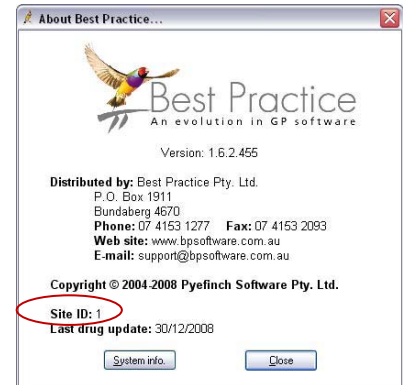 About Best Practice...
Best Practice
An evolution in GP software
Version: 1.6.2.455
Distributed by: Best Practice Pty. Ltd.
P.O. Box 1911
Bundaberg 4670
Phone: 07 4153 1277 Fax: 07 4153 2093
Web site: www.bpsoftware.com.au
E-mail: support@bpsoftware.com.au
Copyright © 2004-2008 Pyefinch Software Pty. Ltd.
Site ID: 1
Last drug update: 30/12/2008
System info. Close